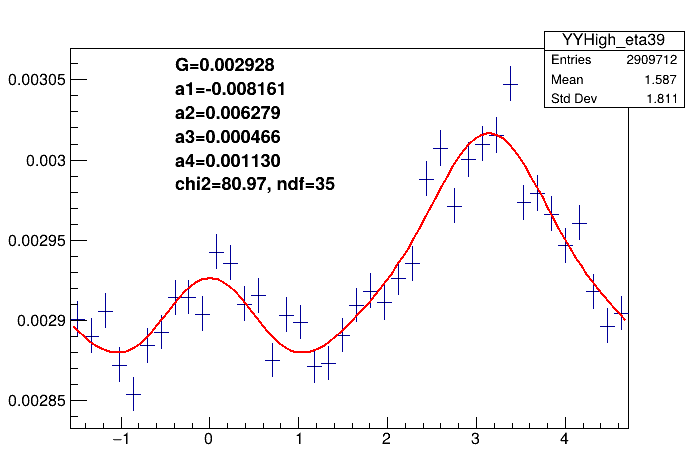 YYHigh_eta39
Entries 2909712
Mean 1.587
Std Dev 1.811
G=0.002928
a1=-0.008161
a2=0.006279
a3=0.000466
a4=0.001130
chi2=80.97, ndf=35
0.00305
0.003
0.00295
0.0029
0.00285
−1 0 1 2 3 4